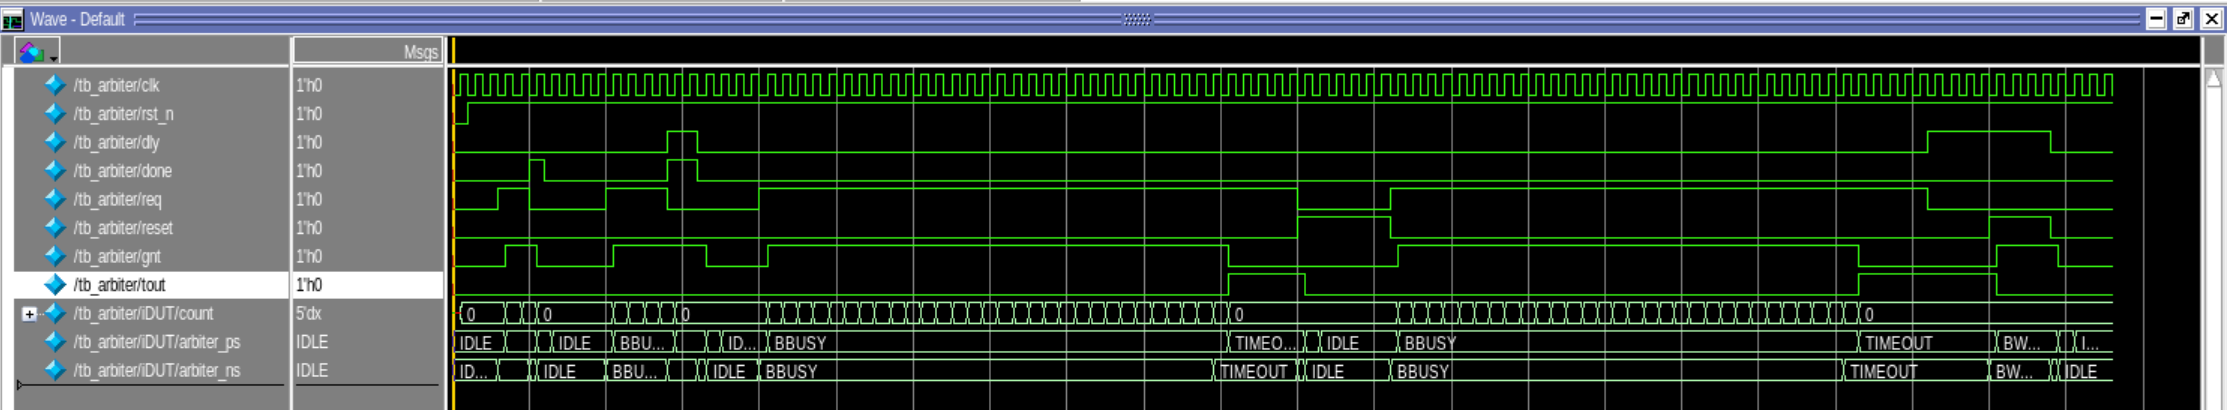 Wave - Default
Msgs
/tb_arbiter/clk 1'h0
/tb_arbiter/rst_n 1'h0
/tb_arbiter/dly 1'h0
/tb_arbiter/done 1'h0
/tb_arbiter/req 1'h0
/tb_arbiter/reset 1'h0
/tb_arbiter/gnt 1'h0
/tb_arbiter/tout 1'h0
/tb_arbiter/iDUT/count 5'dx 0 0 0 0 0
/tb_arbiter/iDUT/arbiter_ps IDLE IDLE IDLE BBU... ID... BBUSY TIMEO... IDLE BBUSY TIMEOUT BW... I...
/tb_arbiter/iDUT/arbiter_ns IDLE ID... IDLE BBU... IDLE BBUSY TIMEOUT IDLE BBUSY TIMEOUT BW... IDLE